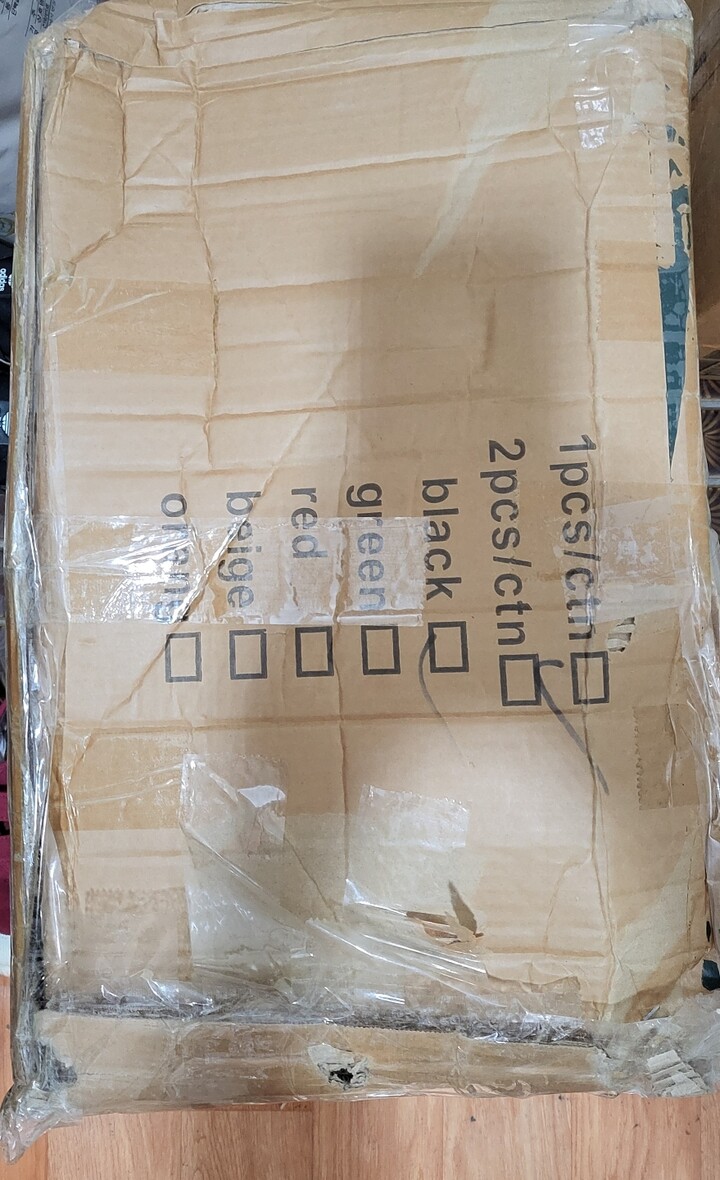 1pcs/ctn
2pcs/ctn
black
green
red
beige